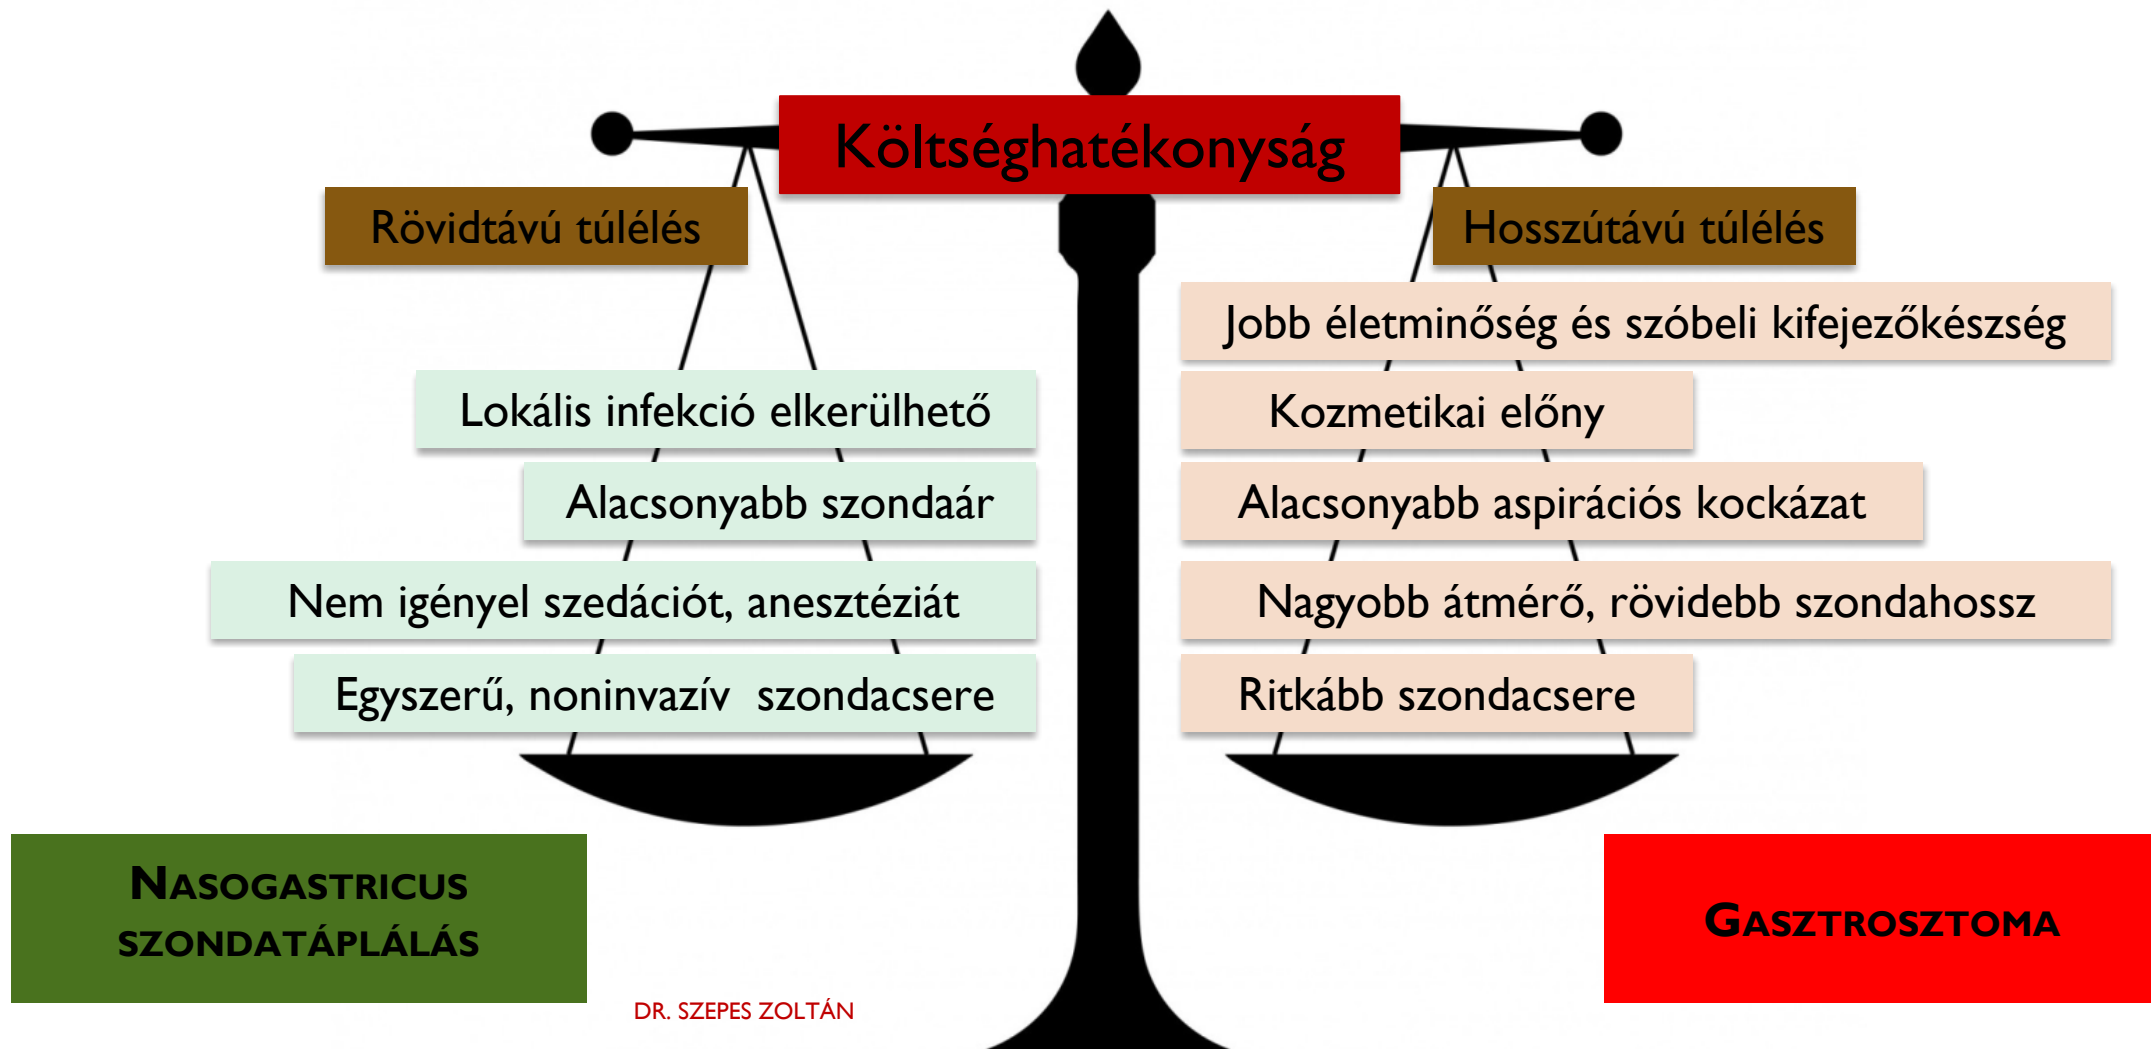 Költséghatékonyság
Rövidtávú túlélés
Hosszútávú túlélés
Jobb életminőség és szóbeli kifejezőkészség
Lokális infekció elkerülhető
Kozmetikai előny
Alacsonyabb szondaár
Alacsonyabb aspirációs kockázat
Nem igényel szedációt, anesztéziát
Nagyobb átmérő, rövidebb szondahossz
Egyszerű, noninvazív szondacsere
Ritkább szondacsere
NASOGASTRICUS
SZONDATÁPLÁLÁS
GASZTROSZTOMA
DR. SZEPES ZOLTÁN